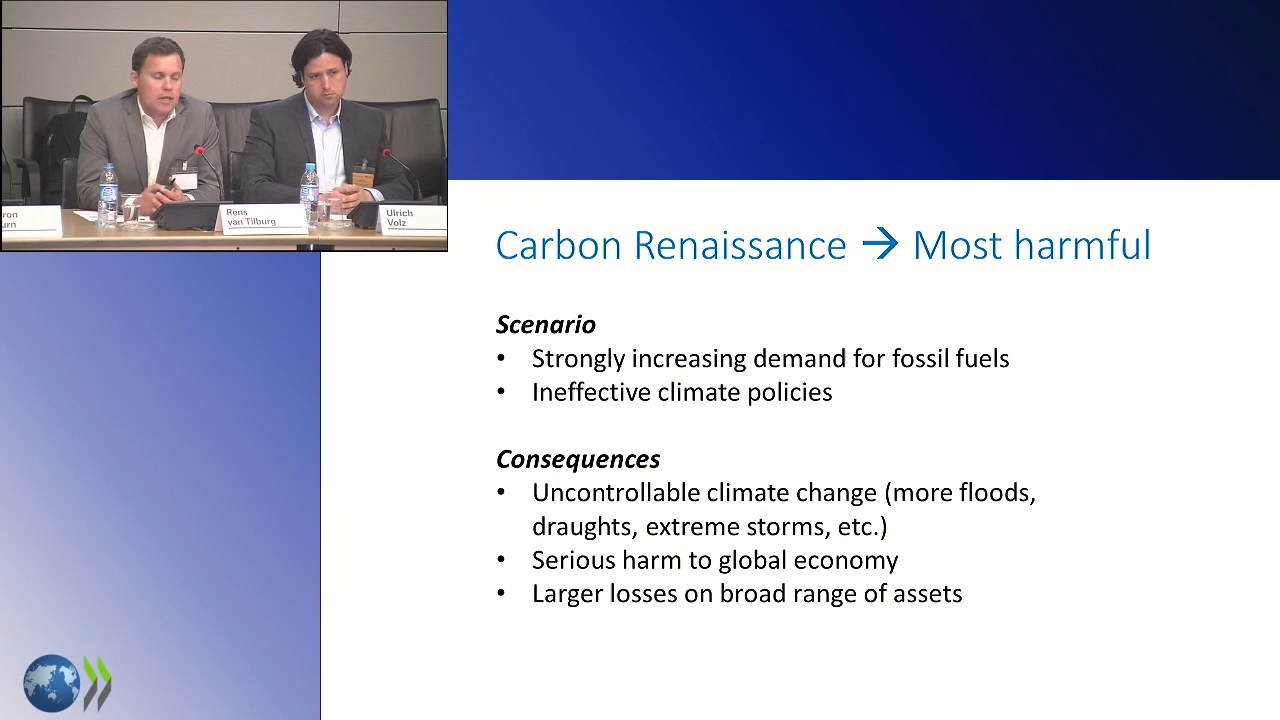 ron
urn
Rens
van Tilburg
Ulrich
Volz
Carbon Renaissance → Most harmful
Scenario
• Strongly increasing demand for fossil fuels
• Ineffective climate policies
Consequences
• Uncontrollable climate change (more floods,
draughts, extreme storms, etc.)
• Serious harm to global economy
• Larger losses on broad range of assets